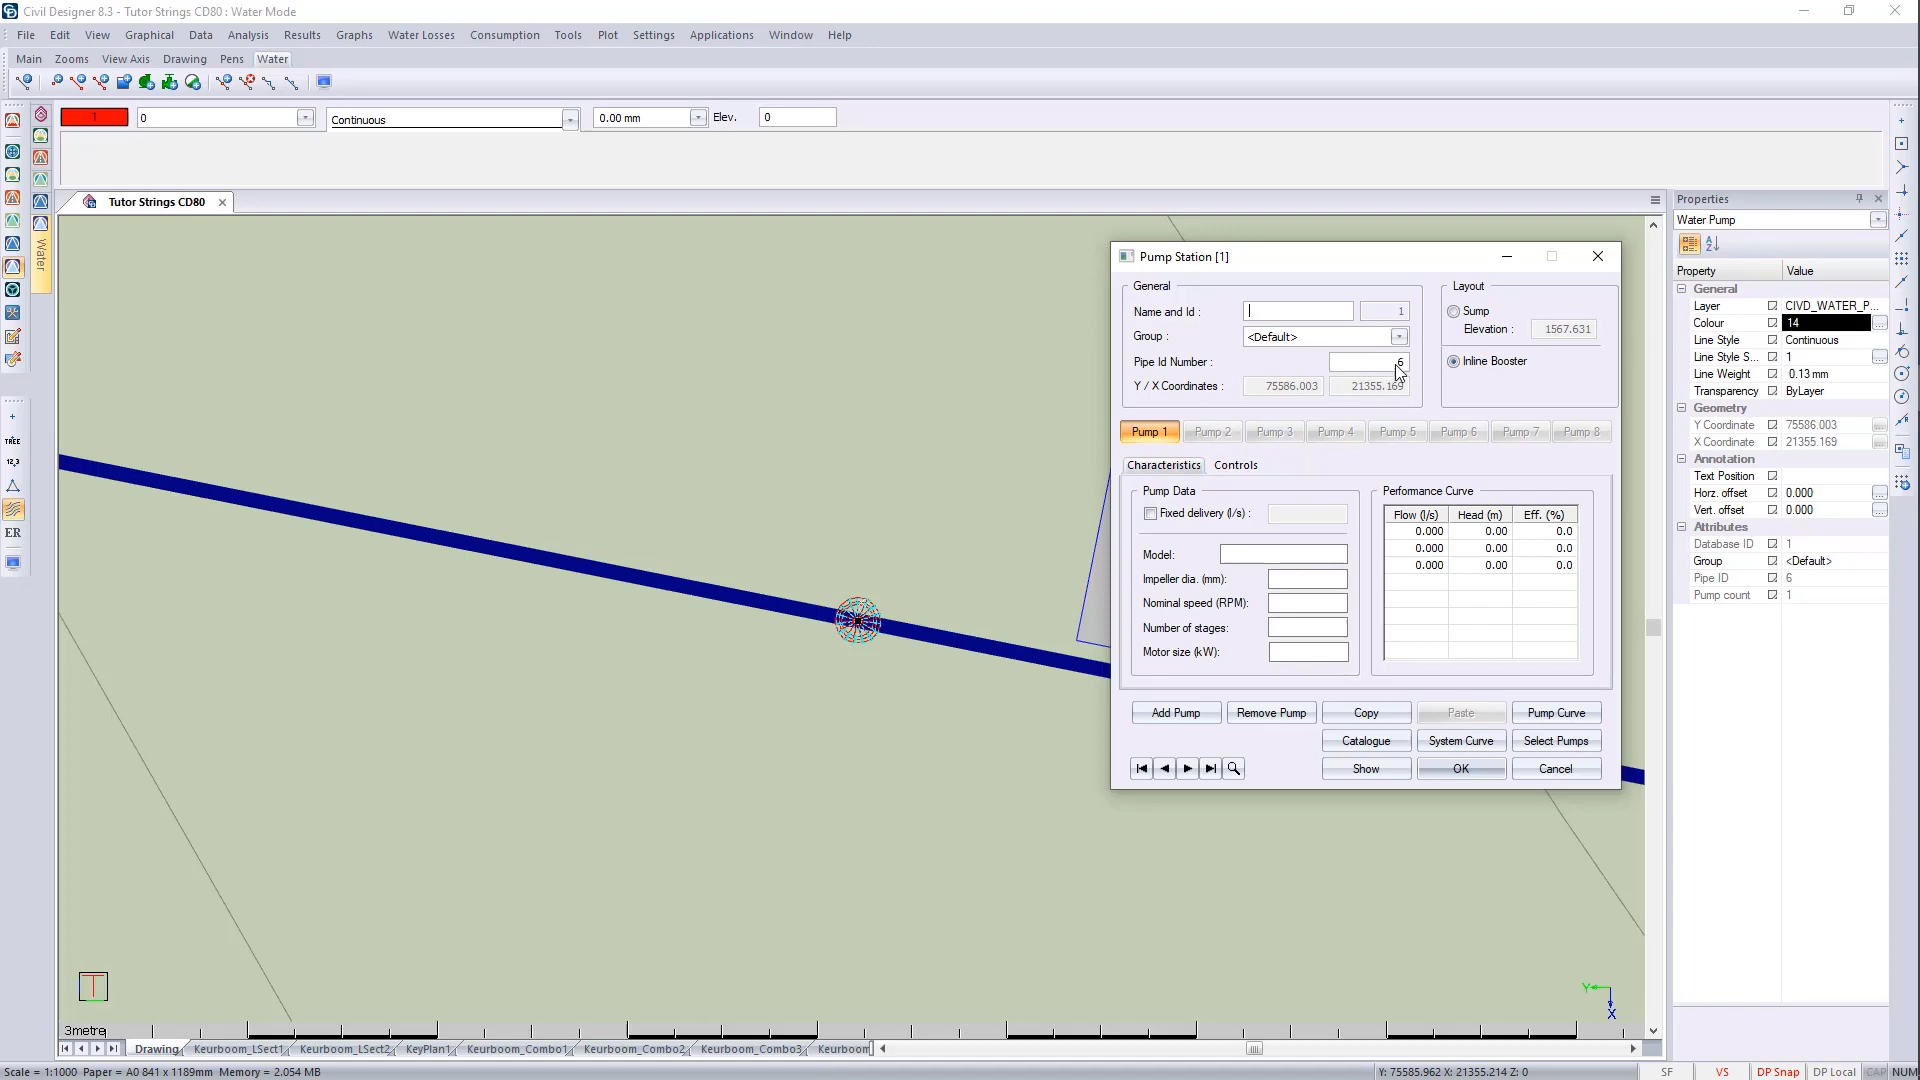 Civil Designer 8.3 - Tutor Strings CD80 : Water Mode
File Edit View Graphical Data Analysis Results Graphs Water Losses Consumption Tools Plot Settings Applications Window Help
Main Zooms View Axis Drawing Pens Water
1 0 Continuous 0.00 mm Elev. 0
Tutor Strings CD80
Water
TREE
ER
Pump Station [1]
General
Name and Id : 1
Group : <Default>
Pipe Id Number : 6
Y / X Coordinates : 75586.003 21355.169
Layout
Sump
Elevation : 1567.631
Inline Booster
Pump 1 Pump 2 Pump 3 Pump 4 Pump 5 Pump 6 Pump 7 Pump 8
Characteristics Controls
Pump Data
Fixed delivery (l/s) :
Model:
Impeller dia. (mm):
Nominal speed (RPM):
Number of stages:
Motor size (kW):
Performance Curve
Flow (l/s) Head (m) Eff. (%)
0.000 0.00 0.0
0.000 0.00 0.0
0.000 0.00 0.0
Add Pump Remove Pump Copy Paste Pump Curve
Catalogue System Curve Select Pumps
Show OK Cancel
Properties
Water Pump
Property Value
General
Layer CIVD_WATER_P...
Colour 14
Line Style Continuous
Line Style S... 1
Line Weight 0.13 mm
Transparency ByLayer
Geometry
Y Coordinate 75586.003
X Coordinate 21355.169
Annotation
Text Position
Horz. offset 0.000
Vert. offset 0.000
Attributes
Database ID 1
Group <Default>
Pipe ID 6
Pump count 1
T
Y
X
3metre
Drawing Keurboom_LSect1 Keurboom_LSect2 KeyPlan1 Keurboom_Combo1 Keurboom_Combo2 Keurboom_Combo3 Keurboom
Scale = 1:1000 Paper = A0 841 x 1189mm Memory = 2.054 MB
Y: 75585.962 X: 21355.214 Z: 0
SF VS DP Snap DP Local CAP NUM